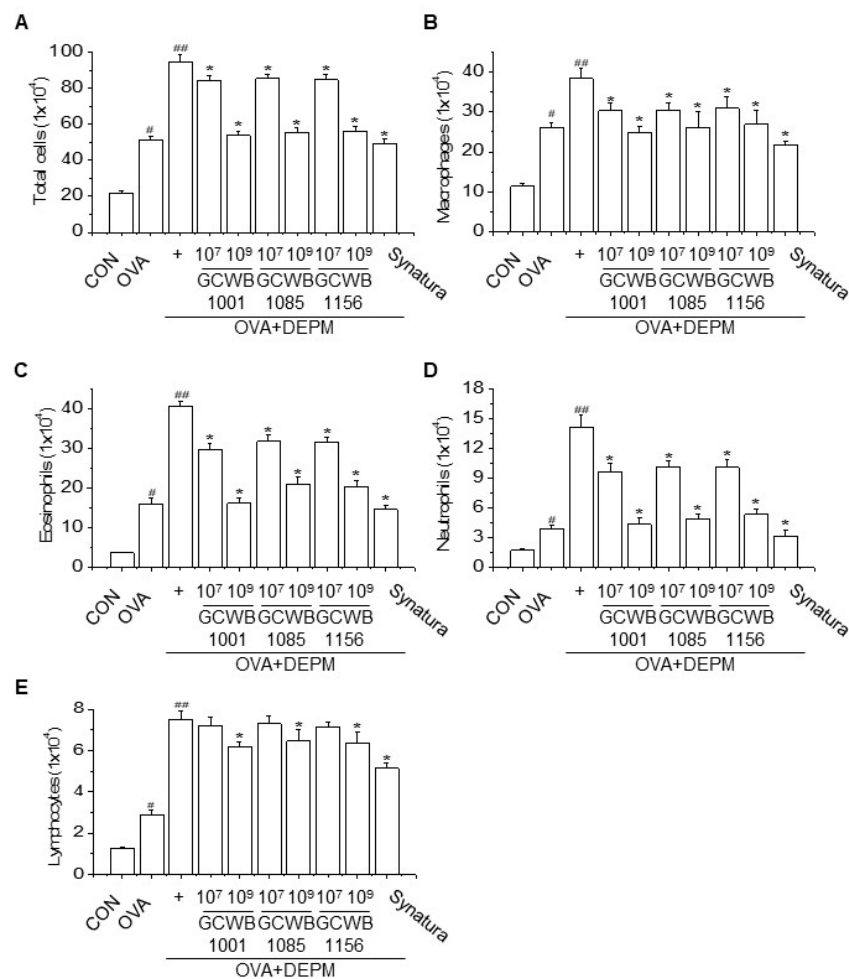 A
Total cells (1x10⁴)
100
80
60
40
20
0
## 
#
* * * * * * *
CON OVA + 10⁷ 10⁹ 10⁷ 10⁹ 10⁷ 10⁹ Synatura
GCWB GCWB GCWB
1001 1085 1156
OVA+DEPM
B
Macrophages (1x10⁴)
40
30
20
10
0
##
#
* * * * * * *
CON OVA + 10⁷ 10⁹ 10⁷ 10⁹ 10⁷ 10⁹ Synatura
GCWB GCWB GCWB
1001 1085 1156
OVA+DEPM
C
Eosinophils (1x10⁴)
40
30
20
10
0
##
#
* * * * * * *
CON OVA + 10⁷ 10⁹ 10⁷ 10⁹ 10⁷ 10⁹ Synatura
GCWB GCWB GCWB
1001 1085 1156
OVA+DEPM
D
Neutrophils (1x10⁴)
18
15
12
9
6
3
0
##
#
* * * * * * *
CON OVA + 10⁷ 10⁹ 10⁷ 10⁹ 10⁷ 10⁹ Synatura
GCWB GCWB GCWB
1001 1085 1156
OVA+DEPM
E
Lymphocytes (1x10⁴)
8
6
4
2
0
##
#
* * * *
CON OVA + 10⁷ 10⁹ 10⁷ 10⁹ 10⁷ 10⁹ Synatura
GCWB GCWB GCWB
1001 1085 1156
OVA+DEPM